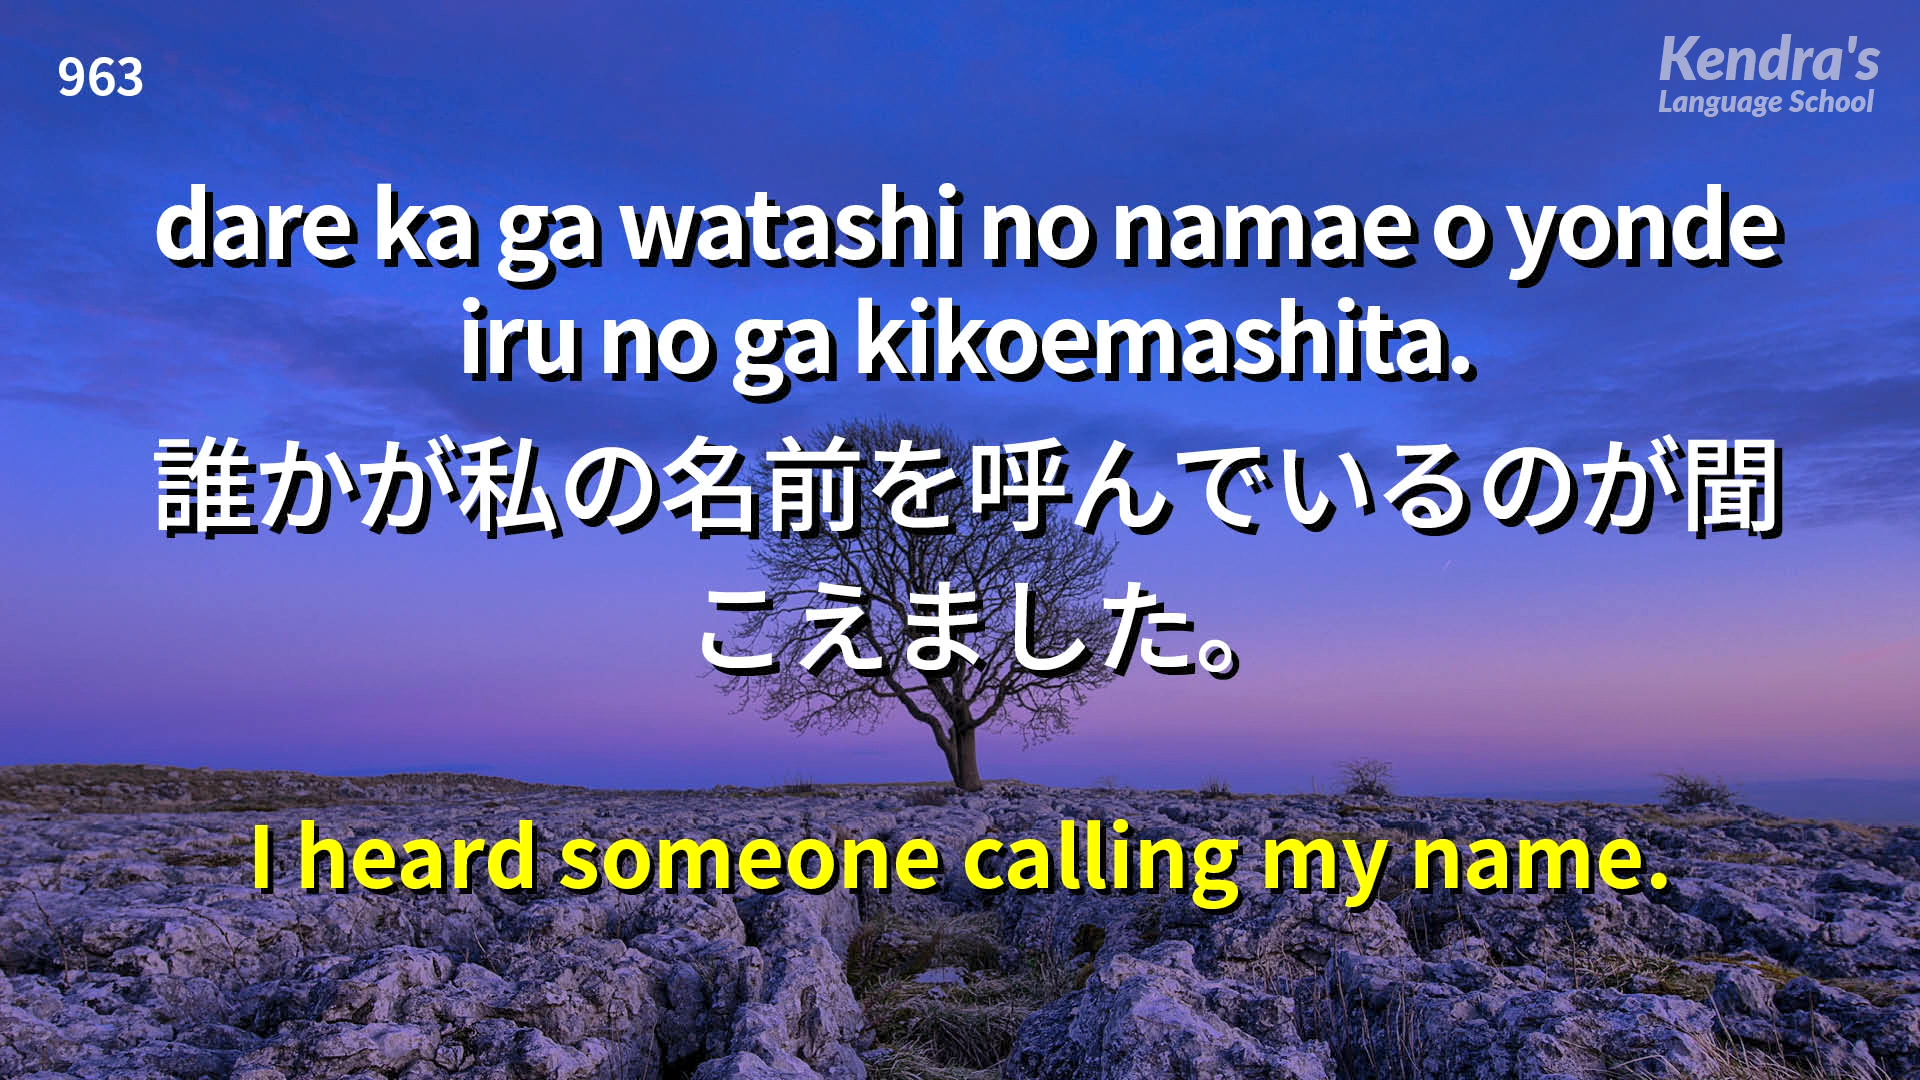 963
Kendra's
Language School
dare ka ga watashi no namae o yonde
iru no ga kikoemashita.
誰かが私の名前を呼んでいるのが聞
こえました。
I heard someone calling my name.